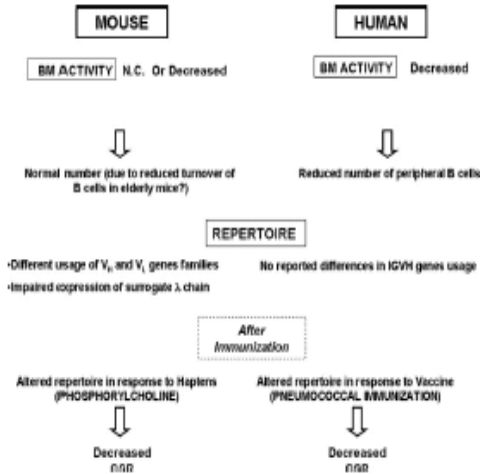 MOUSE
HUMAN
BM ACTIVITY N.C. Or Decreased
BM ACTIVITY Decreased
Normal number (due to reduced turnover of
B cells in elderly mice?)
Reduced number of peripheral B cells
REPERTOIRE
•Different usage of VH and VL genes families
•Impaired expression of surrogate λ chain
No reported differences in IGVH genes usage
After
Immunization
Altered repertoire in response to Haptens
(PHOSPHORYLCHOLINE)
Altered repertoire in response to Vaccine
(PNEUMOCOCCAL IMMUNIZATION)
Decreased
Decreased